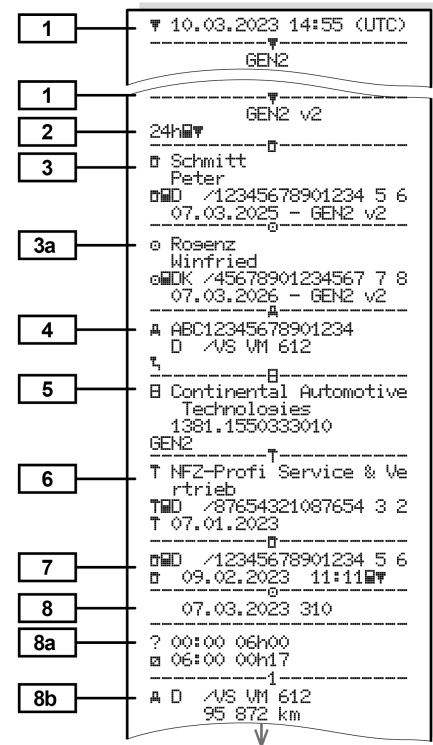 1
▼ 10.03.2023 14:55 (UTC)
GEN2
1
GEN2 v2
2
24h
3
Schmitt
Peter
D /12345678901234 5 6
07.03.2025 - GEN2 v2
3a
Rogenz
Winfried
DK /45678901234567 7 8
07.03.2026 - GEN2 v2
4
ABC12345678901234
D /VS VM 612
5
Continental Automotive
Technologies
1381.1550333010
GEN2
6
T NFZ-Profi Service & Ve
rtrieb
T D /87654321087654 3 2
T 07.01.2023
7
D /12345678901234 5 6
09.02.2023 11:11
8
07.03.2023 310
8a
? 00:00 06h00
06:00 00h17
1
8b
D /VS VM 612
95 872 km